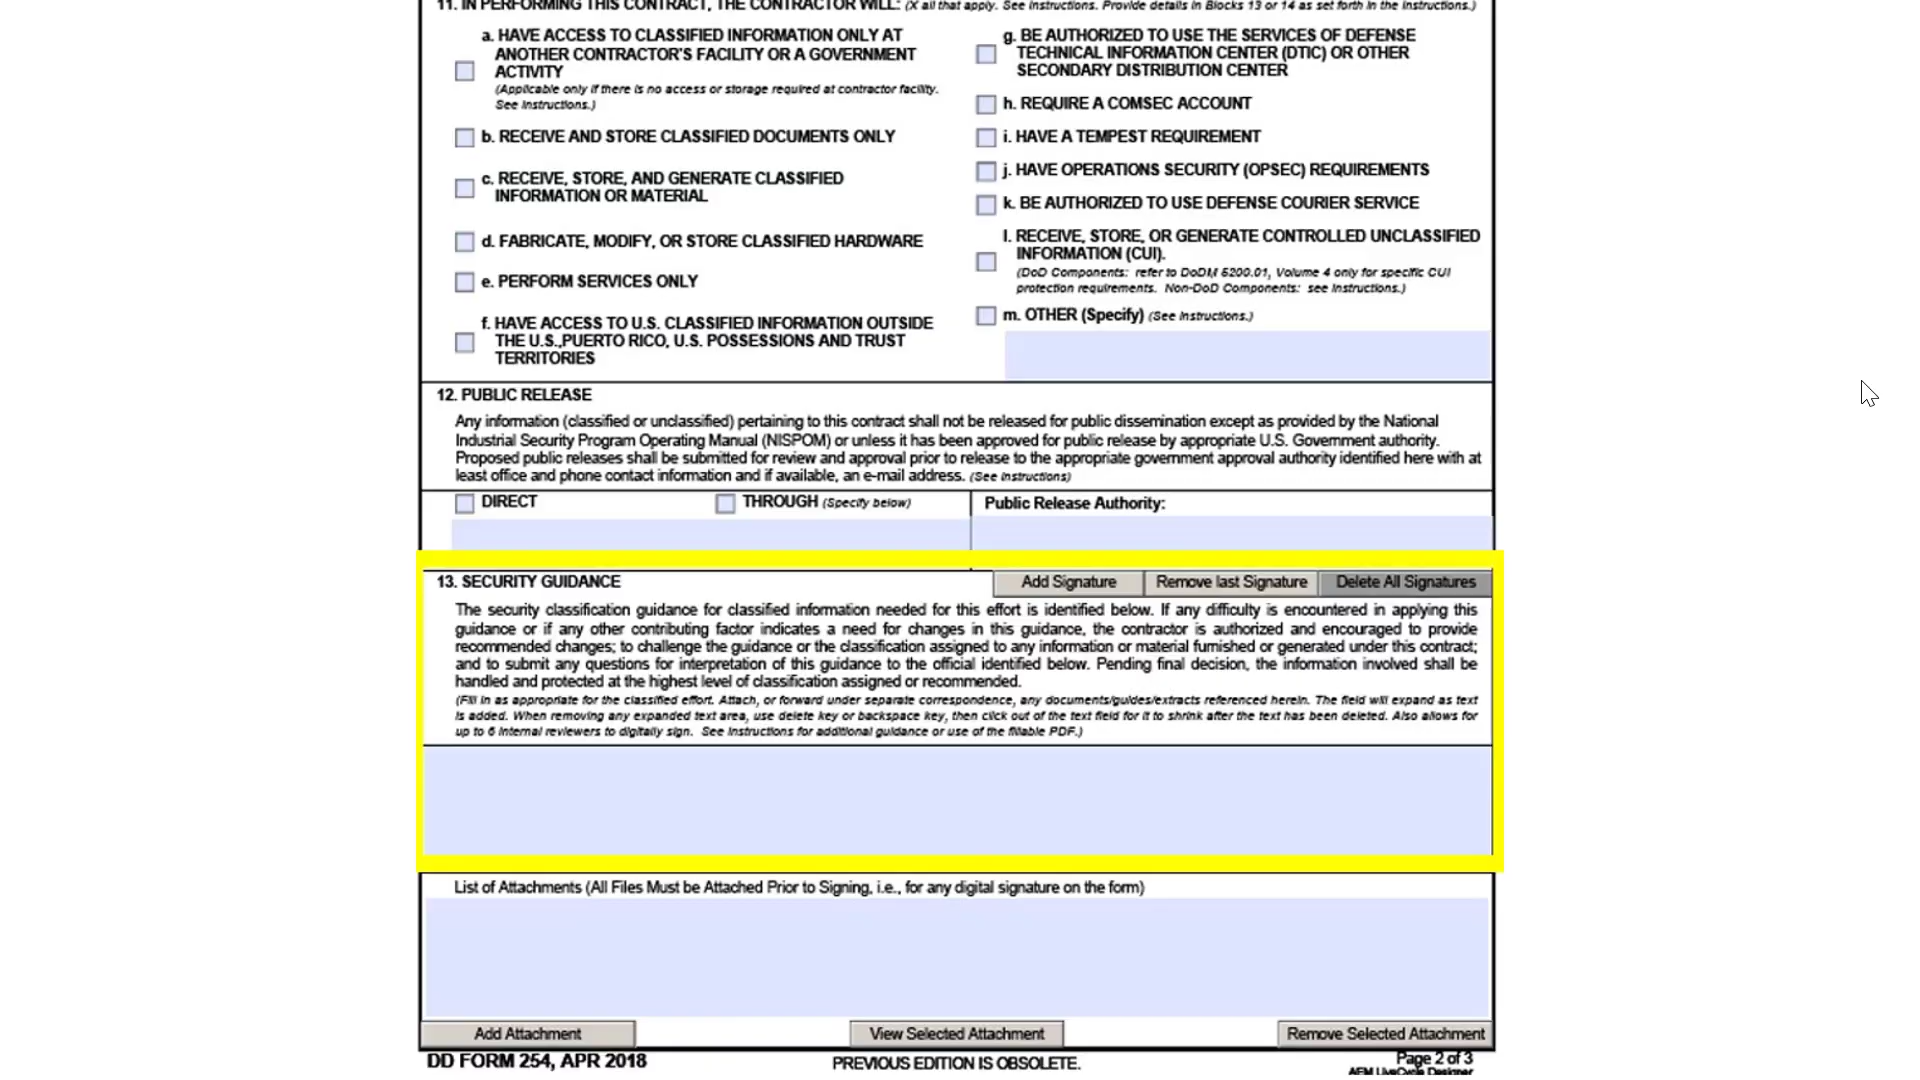 11. IN PERFORMING THIS CONTRACT, THE CONTRACTOR WILL: (X all that apply. See Instructions. Provide details in Blocks 13 or 14 as set forth in the Instructions.)
a. HAVE ACCESS TO CLASSIFIED INFORMATION ONLY AT
ANOTHER CONTRACTOR'S FACILITY OR A GOVERNMENT
ACTIVITY
(Applicable only if there is no access or storage required at contractor facility.
See Instructions.)
b. RECEIVE AND STORE CLASSIFIED DOCUMENTS ONLY
c. RECEIVE, STORE, AND GENERATE CLASSIFIED
INFORMATION OR MATERIAL
d. FABRICATE, MODIFY, OR STORE CLASSIFIED HARDWARE
e. PERFORM SERVICES ONLY
f. HAVE ACCESS TO U.S. CLASSIFIED INFORMATION OUTSIDE
THE U.S.,PUERTO RICO, U.S. POSSESSIONS AND TRUST
TERRITORIES
g. BE AUTHORIZED TO USE THE SERVICES OF DEFENSE
TECHNICAL INFORMATION CENTER (DTIC) OR OTHER
SECONDARY DISTRIBUTION CENTER
h. REQUIRE A COMSEC ACCOUNT
i. HAVE A TEMPEST REQUIREMENT
j. HAVE OPERATIONS SECURITY (OPSEC) REQUIREMENTS
k. BE AUTHORIZED TO USE DEFENSE COURIER SERVICE
l. RECEIVE, STORE, OR GENERATE CONTROLLED UNCLASSIFIED
INFORMATION (CUI).
(DoD Components: refer to DoDM 5200.01, Volume 4 only for specific CUI
protection requirements. Non-DoD Components: see Instructions.)
m. OTHER (Specify) (See Instructions.)
12. PUBLIC RELEASE
Any information (classified or unclassified) pertaining to this contract shall not be released for public dissemination except as provided by the National
Industrial Security Program Operating Manual (NISPOM) or unless it has been approved for public release by appropriate U.S. Government authority.
Proposed public releases shall be submitted for review and approval prior to release to the appropriate government approval authority identified here with at
least office and phone contact information and if available, an e-mail address. (See Instructions)
DIRECT THROUGH (Specify below) Public Release Authority:
13. SECURITY GUIDANCE Add Signature Remove last Signature Delete All Signatures
The security classification guidance for classified information needed for this effort is identified below. If any difficulty is encountered in applying this
guidance or if any other contributing factor indicates a need for changes in this guidance, the contractor is authorized and encouraged to provide
recommended changes; to challenge the guidance or the classification assigned to any information or material furnished or generated under this contract;
and to submit any questions for interpretation of this guidance to the official identified below. Pending final decision, the information involved shall be
handled and protected at the highest level of classification assigned or recommended.
(Fill in as appropriate for the classified effort. Attach, or forward under separate correspondence, any documents/guides/extracts referenced herein. The field will expand as text
is added. When removing any expanded text area, use delete key or backspace key, then click out of the text field for it to shrink after the text has been deleted. Also allows for
up to 6 internal reviewers to digitally sign. See Instructions for additional guidance or use of the fillable PDF.)
List of Attachments (All Files Must be Attached Prior to Signing, i.e., for any digital signature on the form)
Add Attachment View Selected Attachment Remove Selected Attachment
DD FORM 254, APR 2018 PREVIOUS EDITION IS OBSOLETE. Page 2 of 3
AEM LiveCycle Designer